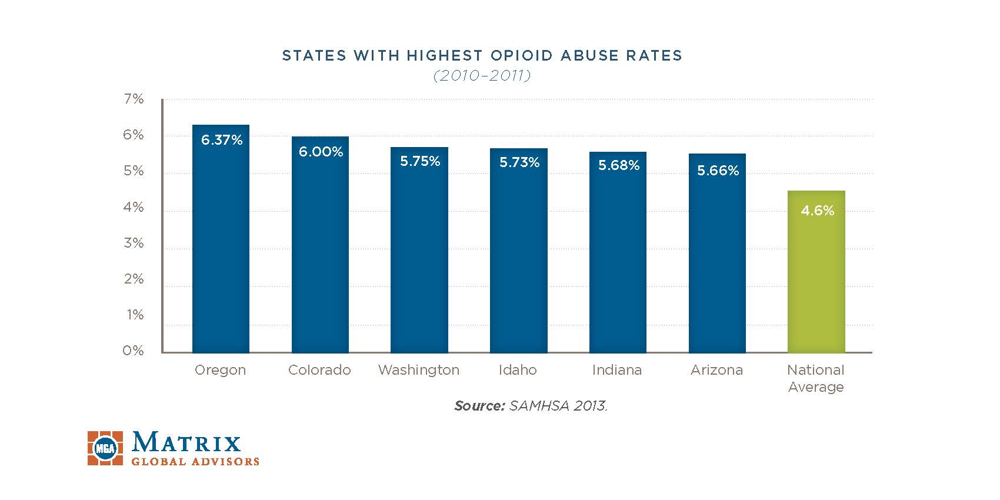 STATES WITH HIGHEST OPIOID ABUSE RATES
(2010–2011)
7%
6%
5%
4%
3%
2%
1%
0%
6.37%
6.00%
5.75%
5.73%
5.68%
5.66%
4.6%
Oregon
Colorado
Washington
Idaho
Indiana
Arizona
National
Average
Source: SAMHSA 2013.
MGA
MATRIX
GLOBAL ADVISORS